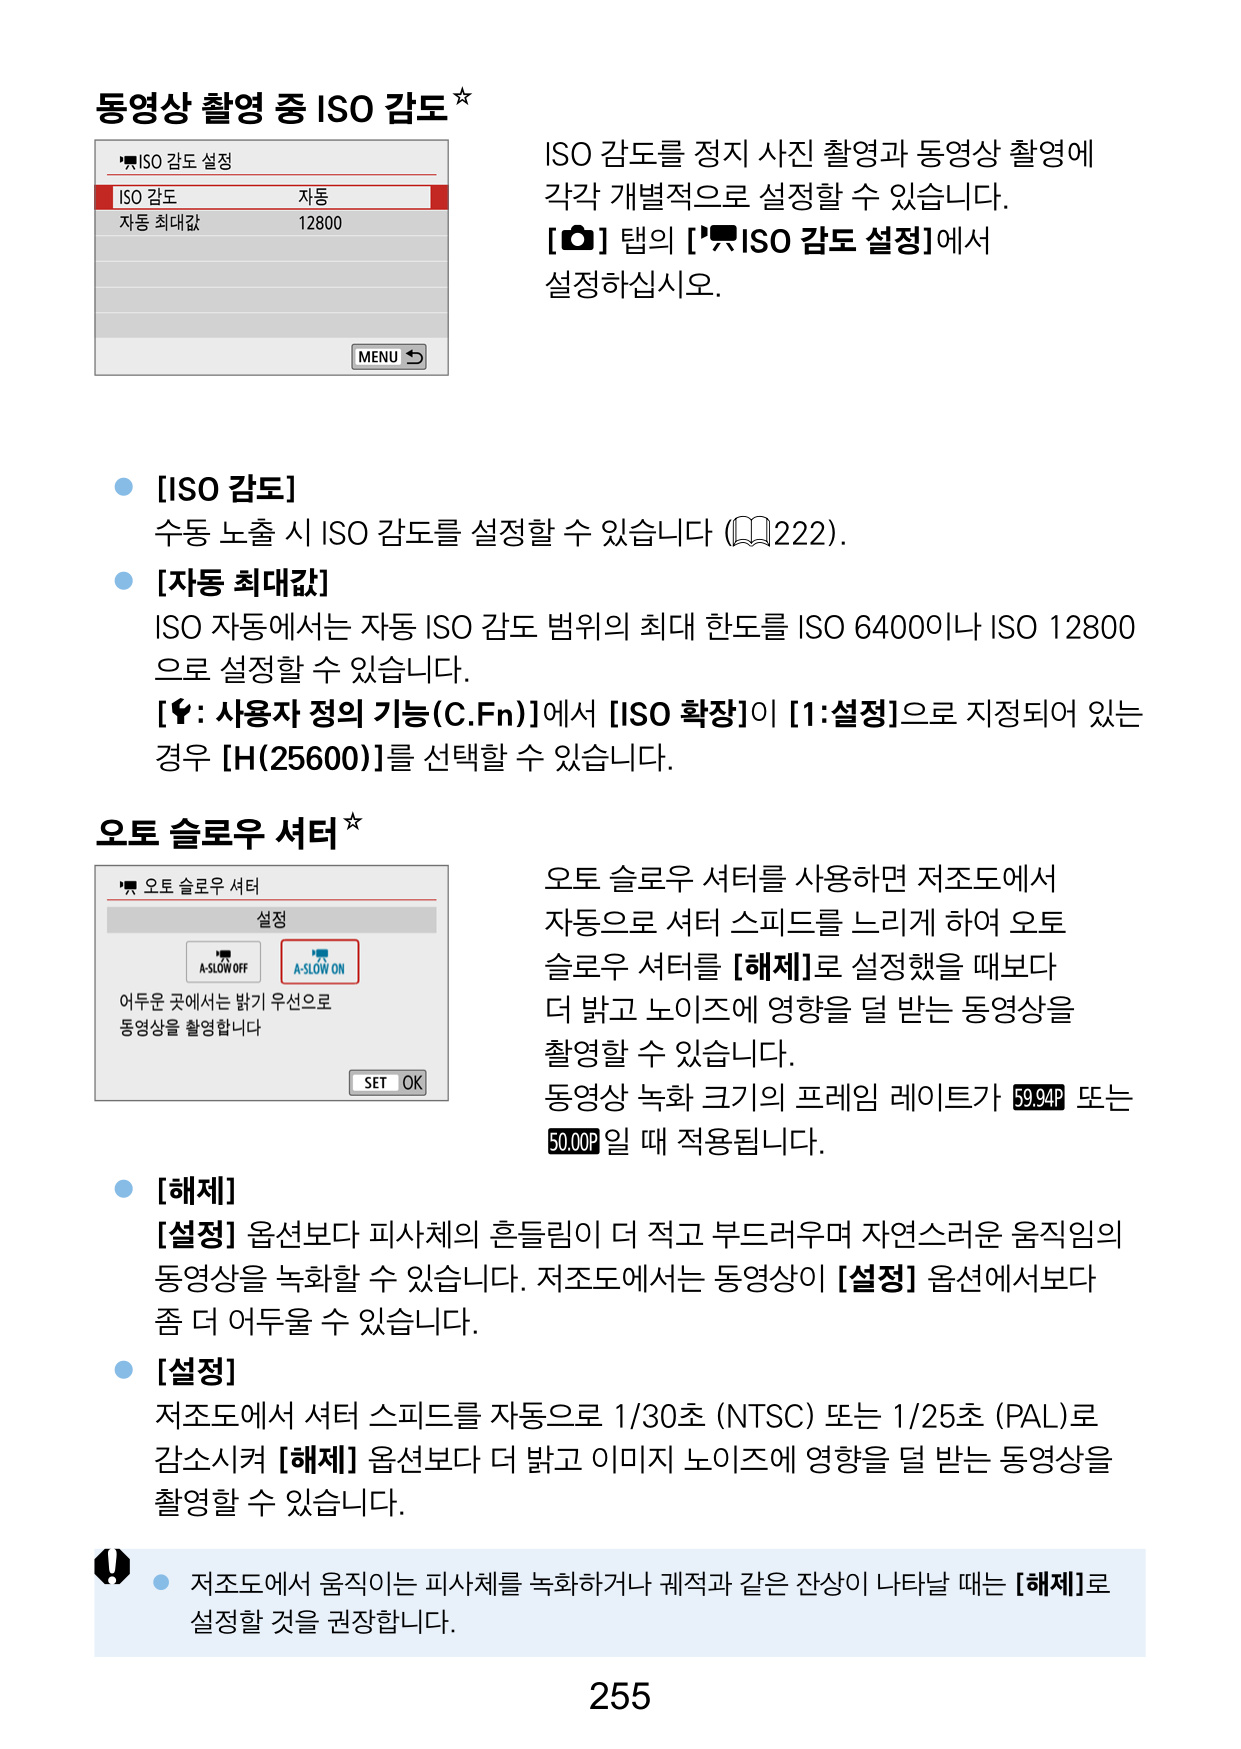 동영상 촬영 중 ISO 감도☆
ISO 감도 설정
ISO 감도 자동
자동 최대값 12800
MENU
ISO 감도를 정지 사진 촬영과 동영상 촬영에
각각 개별적으로 설정할 수 있습니다.
[ ] 탭의 [ ISO 감도 설정]에서
설정하십시오.
● [ISO 감도]
수동 노출 시 ISO 감도를 설정할 수 있습니다 (222).
● [자동 최대값]
ISO 자동에서는 자동 ISO 감도 범위의 최대 한도를 ISO 6400이나 ISO 12800
으로 설정할 수 있습니다.
[ : 사용자 정의 기능(C.Fn)]에서 [ISO 확장]이 [1:설정]으로 지정되어 있는
경우 [H(25600)]를 선택할 수 있습니다.
오토 슬로우 셔터☆
오토 슬로우 셔터
설정
A-SLOW OFF A-SLOW ON
어두운 곳에서는 밝기 우선으로
동영상을 촬영합니다
SET OK
오토 슬로우 셔터를 사용하면 저조도에서
자동으로 셔터 스피드를 느리게 하여 오토
슬로우 셔터를 [해제]로 설정했을 때보다
더 밝고 노이즈에 영향을 덜 받는 동영상을
촬영할 수 있습니다.
동영상 녹화 크기의 프레임 레이트가 59.94P 또는
50.00P일 때 적용됩니다.
● [해제]
[설정] 옵션보다 피사체의 흔들림이 더 적고 부드러우며 자연스러운 움직임의
동영상을 녹화할 수 있습니다. 저조도에서는 동영상이 [설정] 옵션에서보다
좀 더 어두울 수 있습니다.
● [설정]
저조도에서 셔터 스피드를 자동으로 1/30초 (NTSC) 또는 1/25초 (PAL)로
감소시켜 [해제] 옵션보다 더 밝고 이미지 노이즈에 영향을 덜 받는 동영상을
촬영할 수 있습니다.
● 저조도에서 움직이는 피사체를 녹화하거나 궤적과 같은 잔상이 나타날 때는 [해제]로
설정할 것을 권장합니다.
255